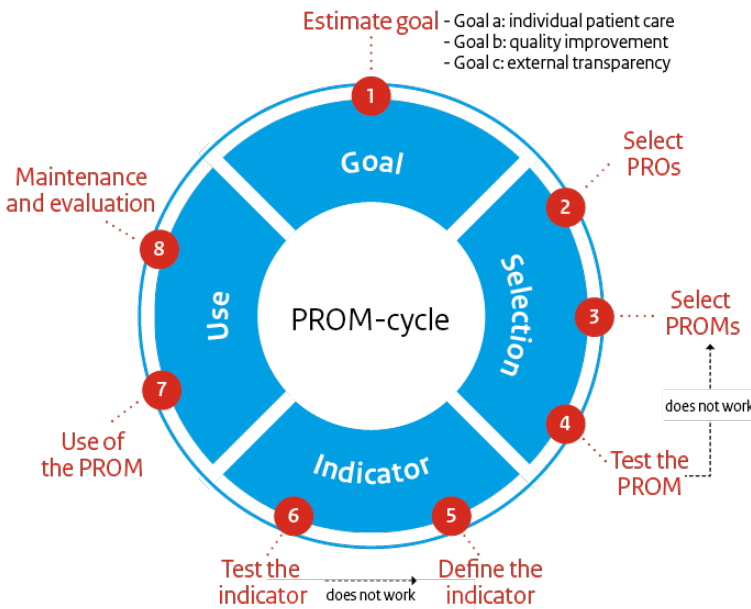 Estimate goal
- Goal a: individual patient care
- Goal b: quality improvement
- Goal c: external transparency
1
Goal
Select
PROs
2
Maintenance
and evaluation
8
Selection
Use
PROM-cycle
3
Select
PROMs
7
4
does not work
Use of
the PROM
Indicator
Test the
PROM
6
5
Test the
indicator
does not work
Define the
indicator